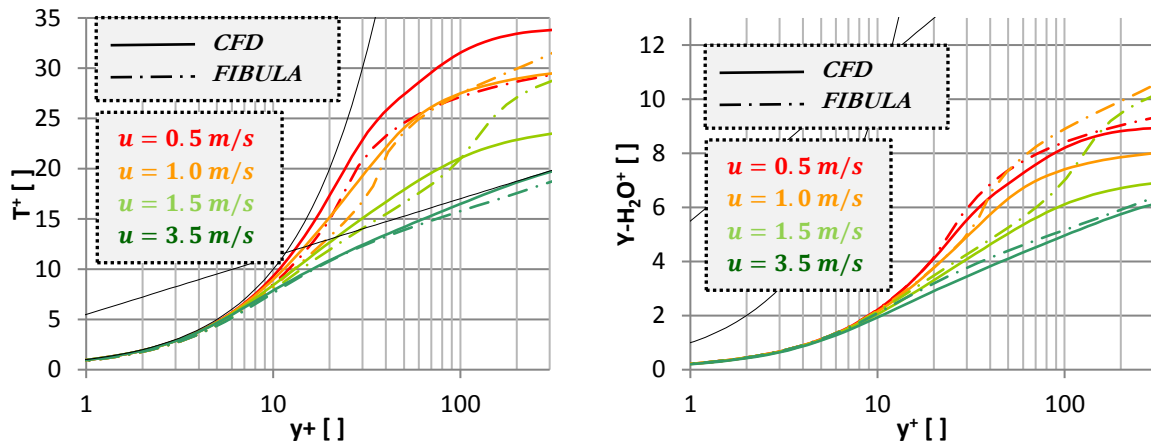 35
30
25
20
15
10
5
0
T⁺ [ ]
CFD
FIBULA
u = 0.5 m/s
u = 1.0 m/s
u = 1.5 m/s
u = 3.5 m/s
1
10
100
y+ [ ]
12
10
8
6
4
2
0
Y-H₂O⁺ [ ]
CFD
FIBULA
u = 0.5 m/s
u = 1.0 m/s
u = 1.5 m/s
u = 3.5 m/s
1
10
100
y⁺ [ ]